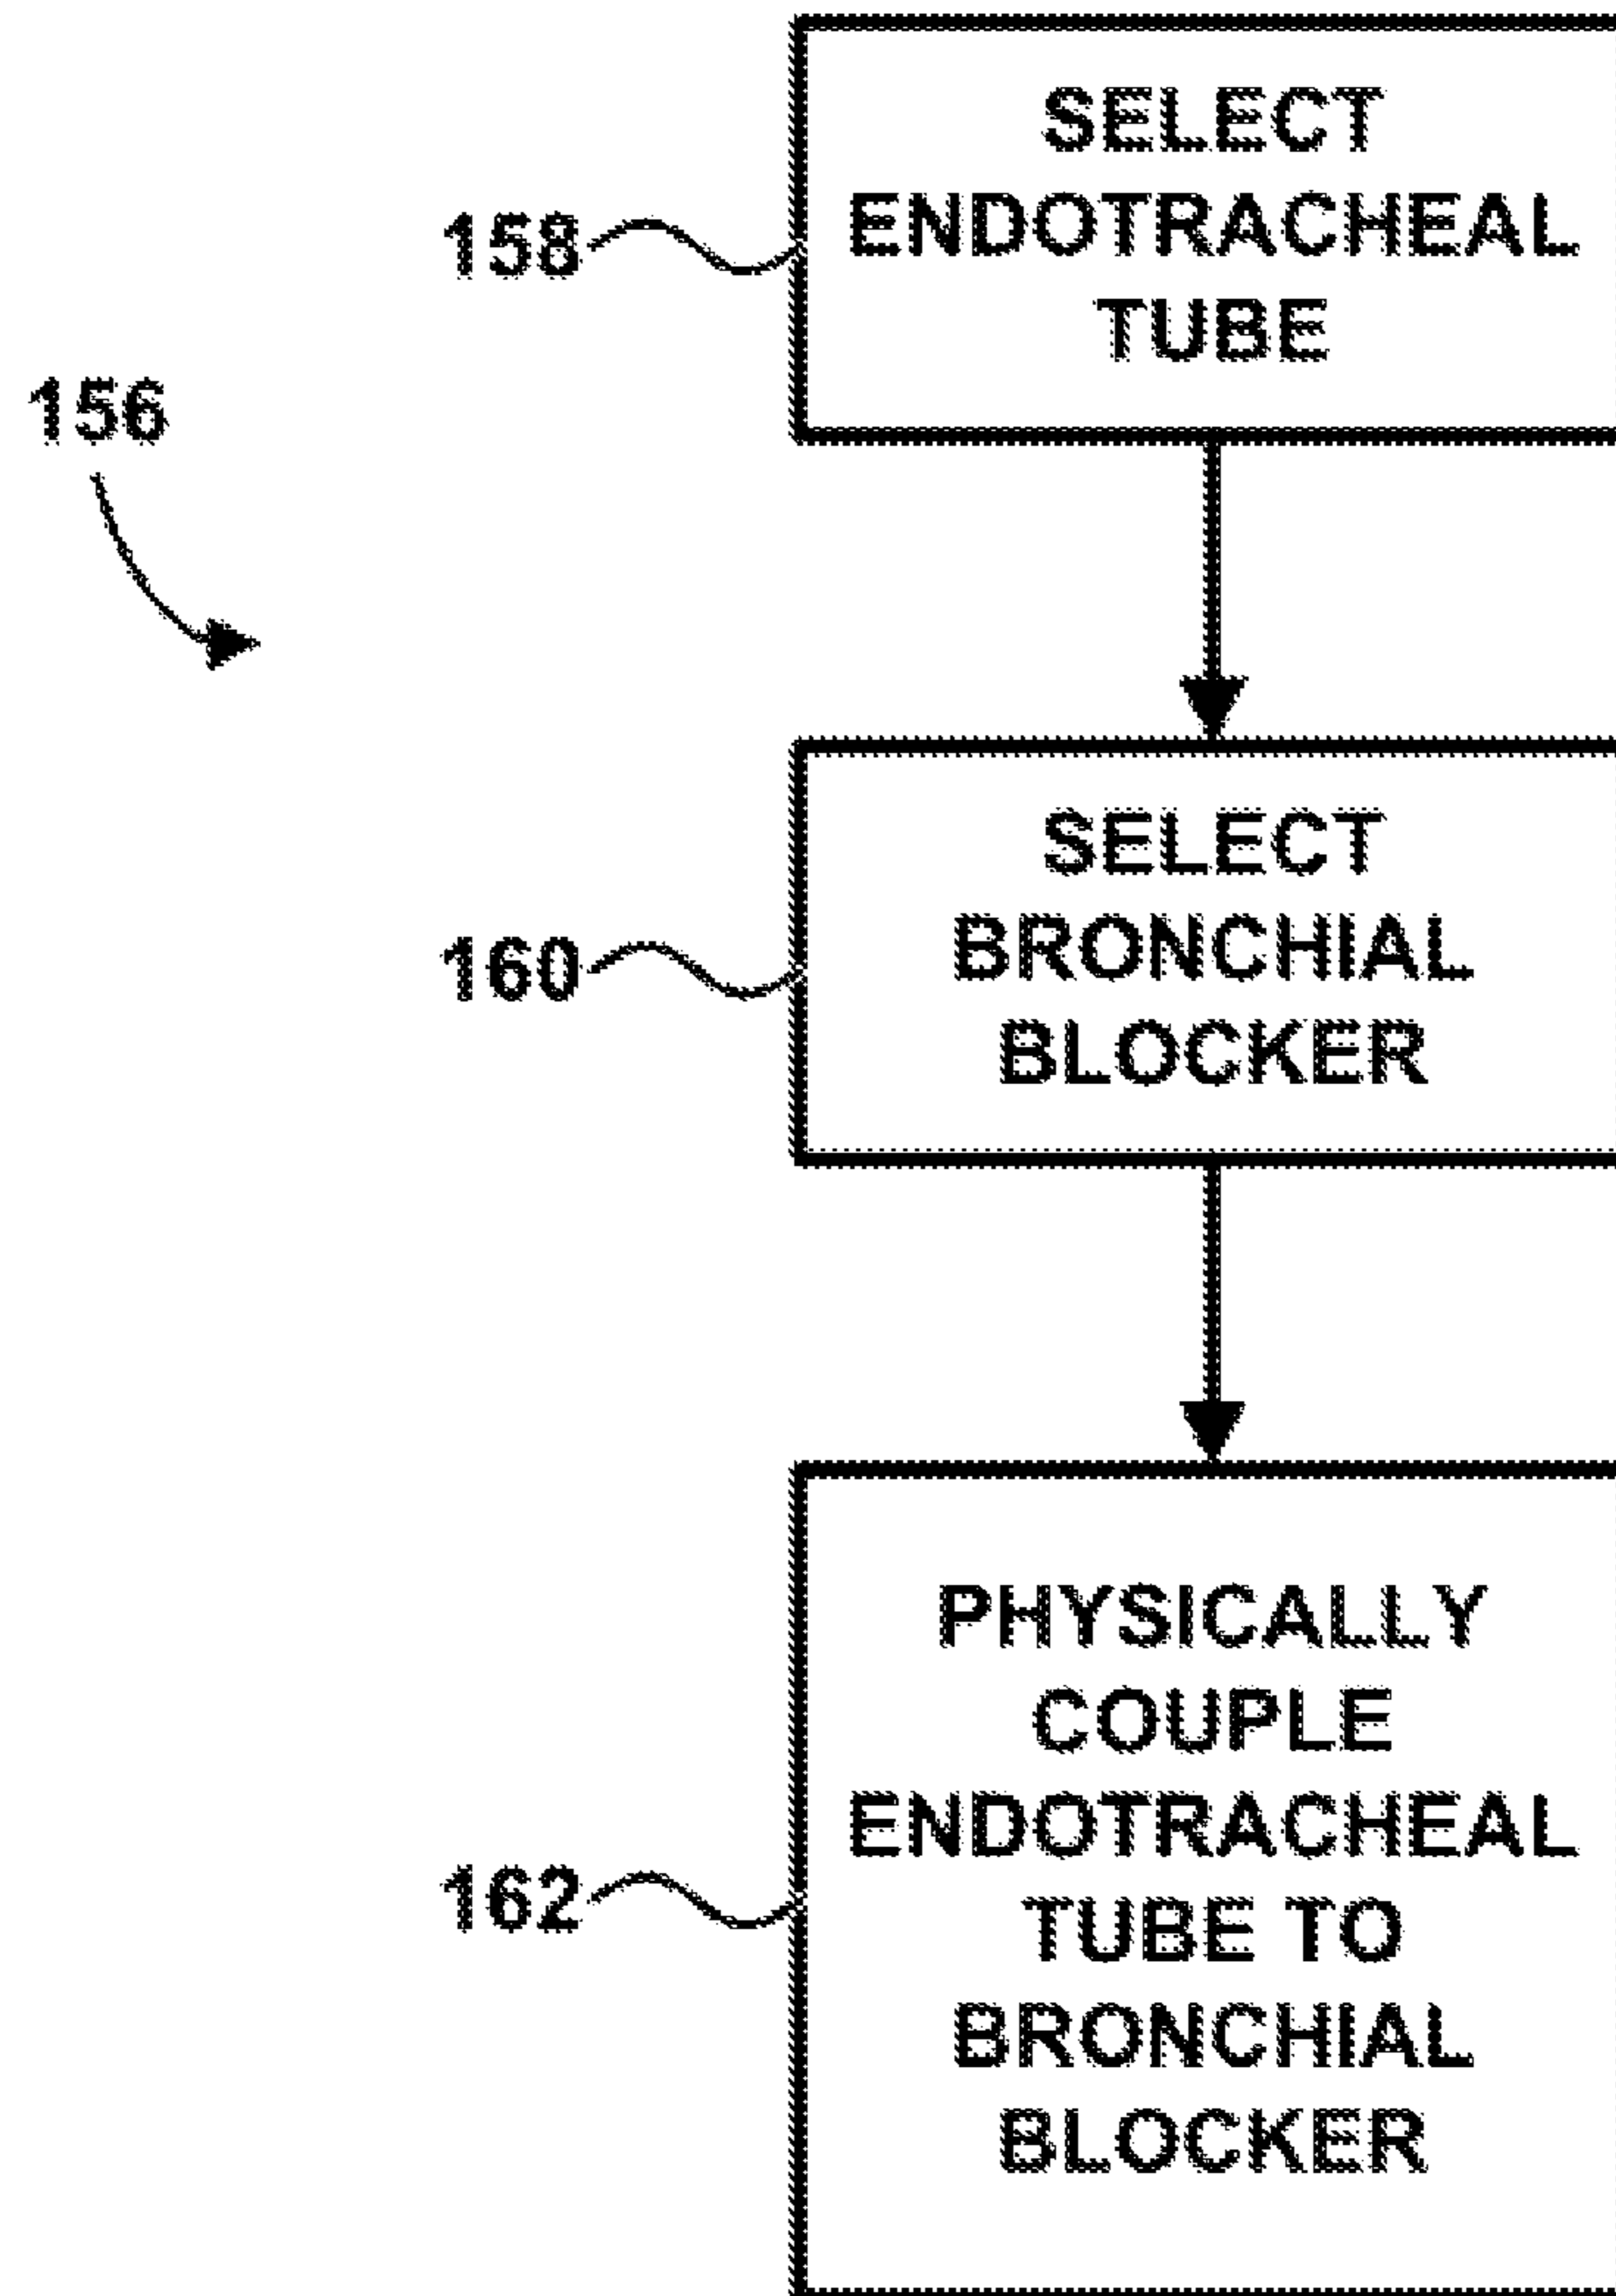 158
SELECT
ENDOTRACHEAL
TUBE
156
160
SELECT
BRONCHIAL
BLOCKER
162
PHYSICALLY
COUPLE
ENDOTRACHEAL
TUBE TO
BRONCHIAL
BLOCKER